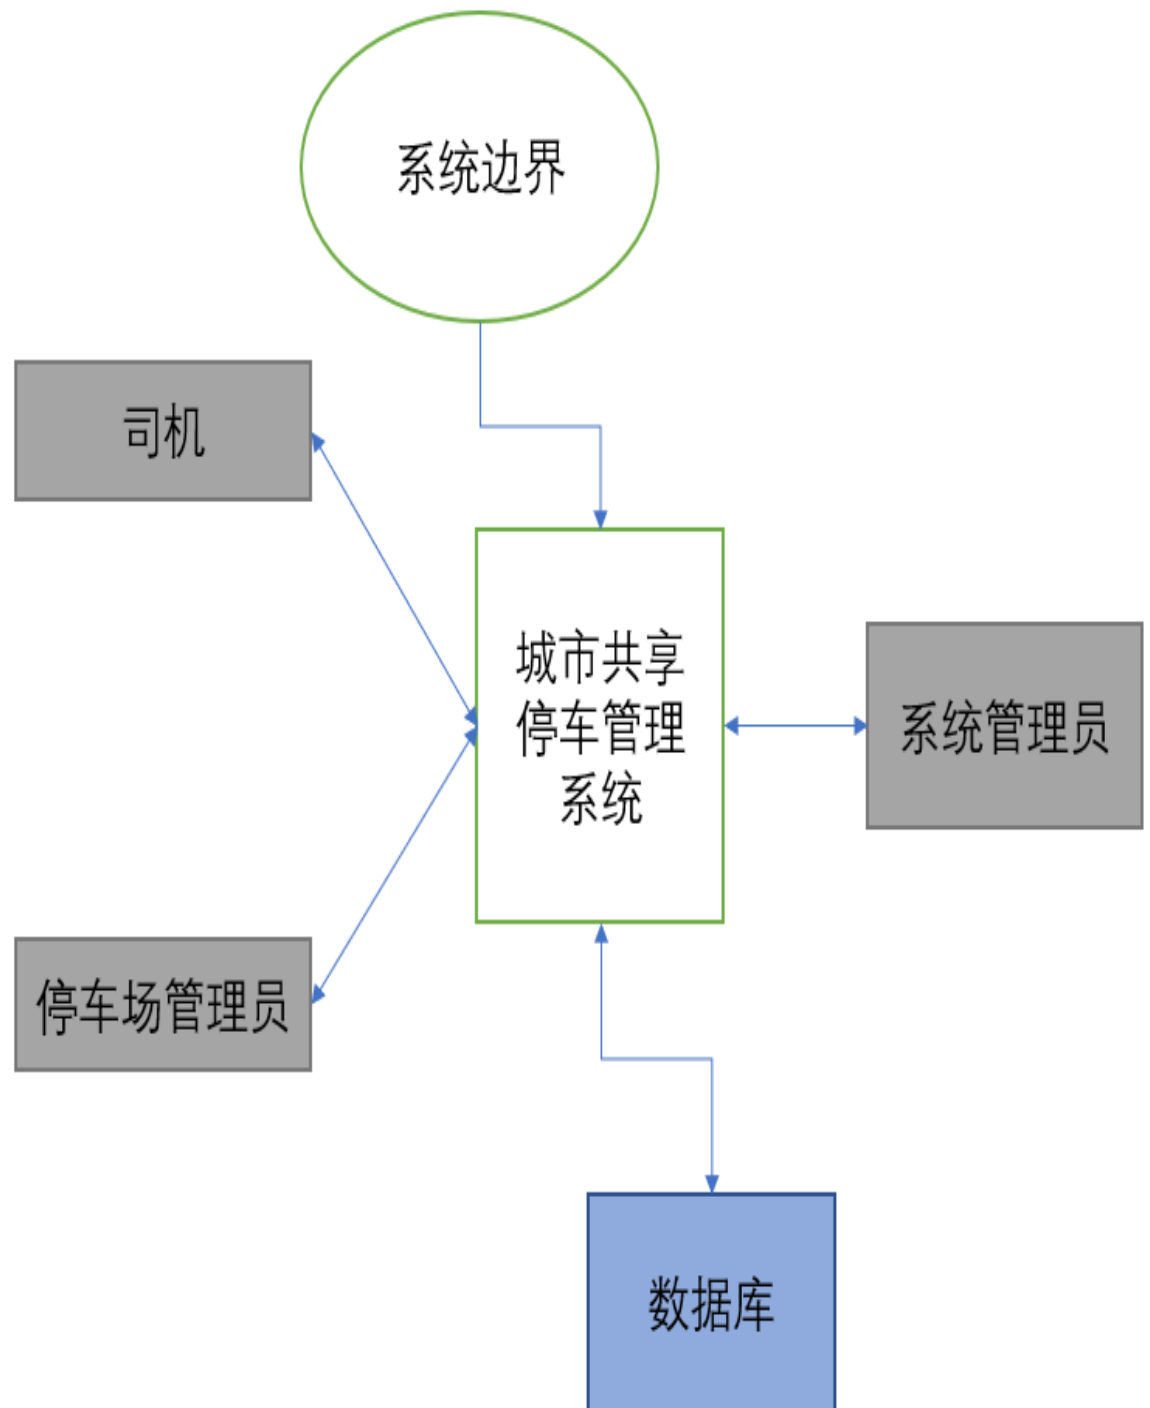 系统边界
司机
城市共享
停车管理
系统
系统管理员
停车场管理员
数据库